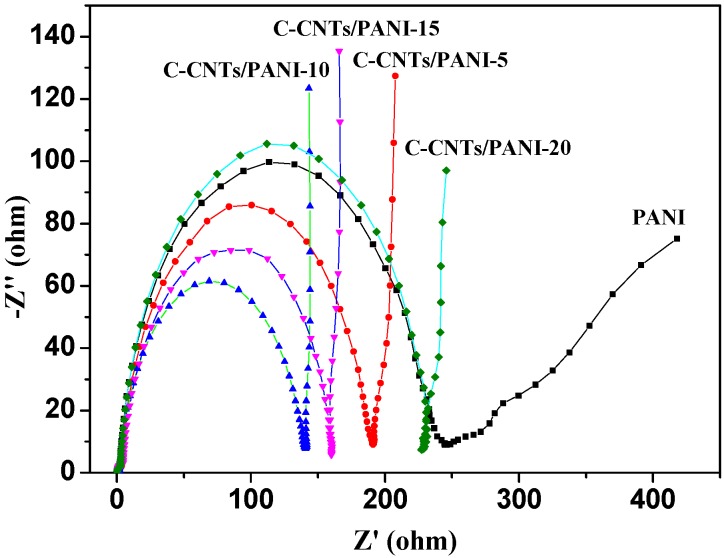 C-CNTs/PANI-15
C-CNTs/PANI-10
C-CNTs/PANI-5
C-CNTs/PANI-20
PANI
-Z'' (ohm)
140
120
100
80
60
40
20
0
0 100 200 300 400
Z' (ohm)